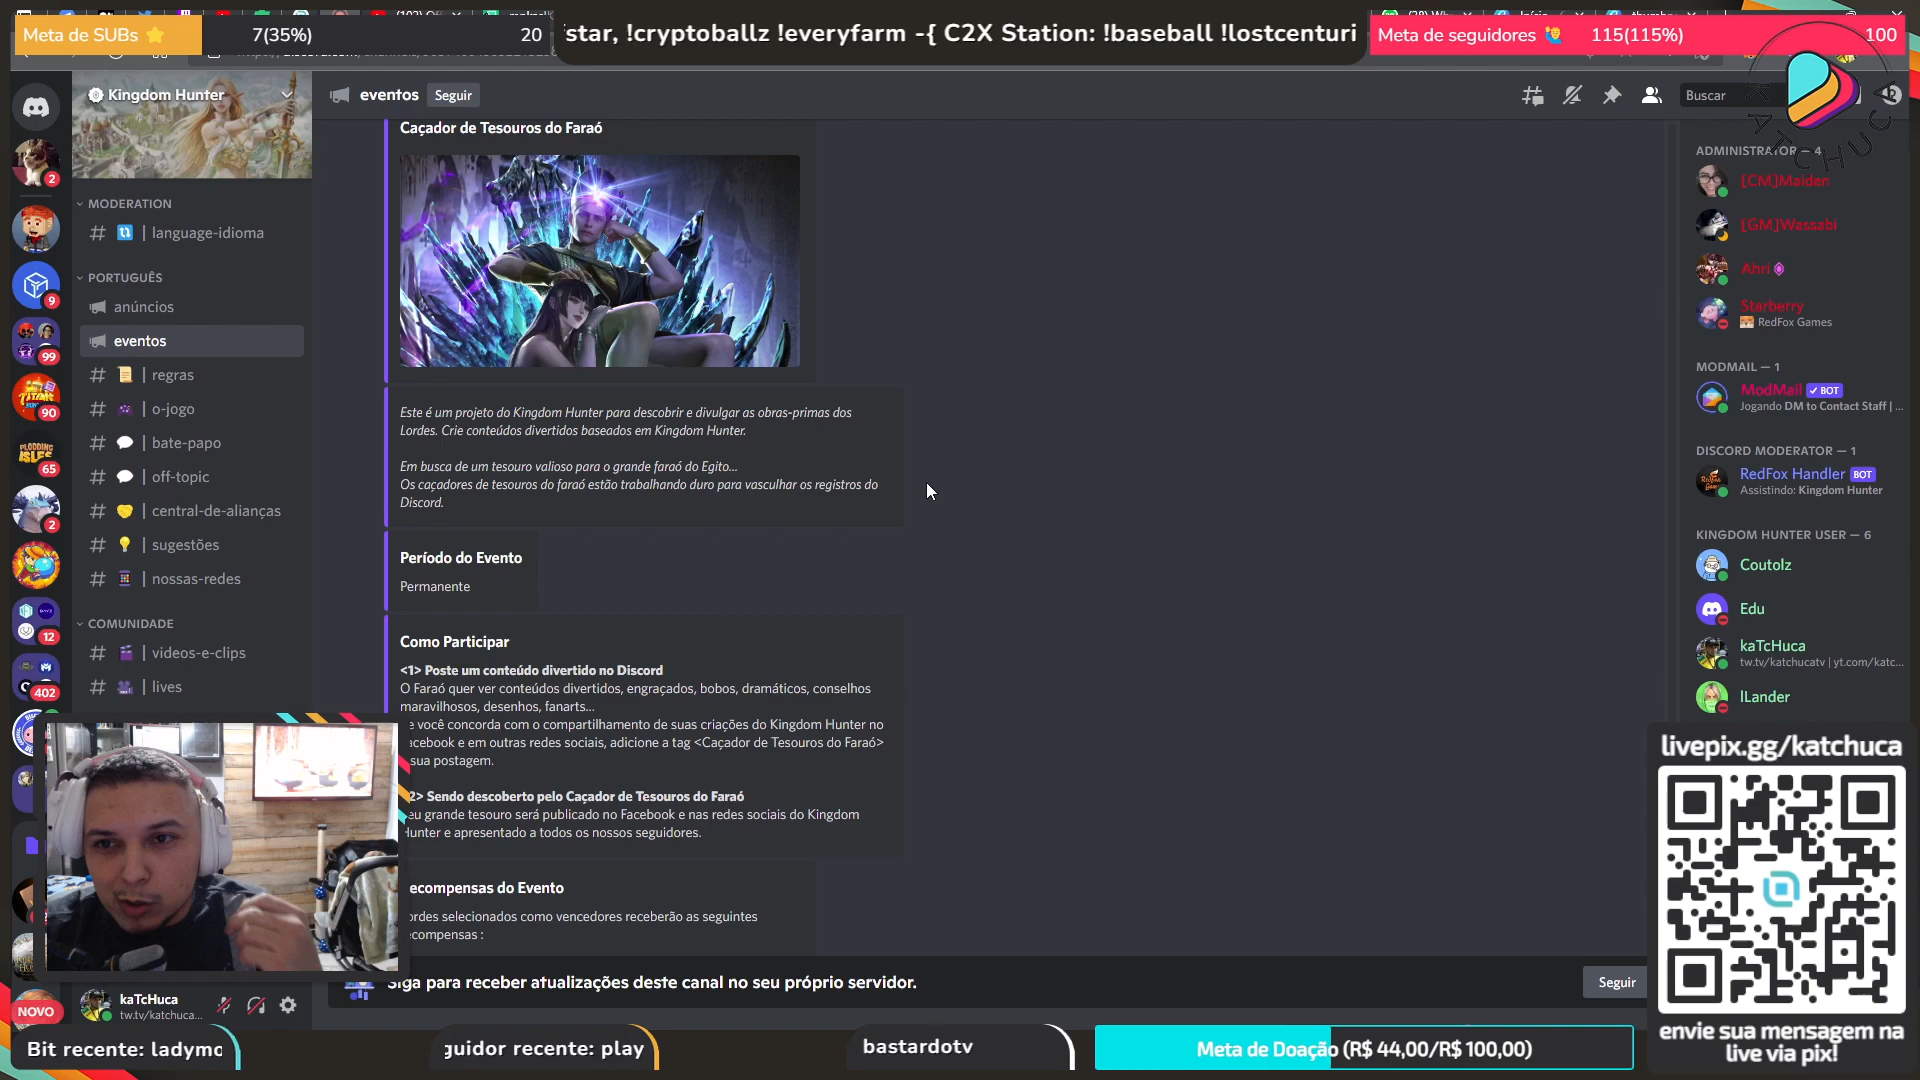 Meta de SUBs ⭐ 7(35%) 20
'star, !cryptoballz !everyfarm -{ C2X Station: !baseball !lostcenturi
Meta de seguidores 🙋‍♂️ 115(115%) 100
KATCHUCA
Kingdom Hunter
eventos Seguir
Buscar
MODERATION
language-idioma
PORTUGUÊS
anúncios
eventos
regras
o-jogo
bate-papo
off-topic
central-de-alianças
sugestões
nossas-redes
COMUNIDADE
videos-e-clips
lives
2
9
99
90
65
2
12
402
TITAN
PLODDING
ISLES
NOVO
kaTcHuca
tw.tv/katchuca...
Caçador de Tesouros do Faraó
Este é um projeto do Kingdom Hunter para descobrir e divulgar as obras-primas dos
Lordes. Crie conteúdos divertidos baseados em Kingdom Hunter.
Em busca de um tesouro valioso para o grande faraó do Egito...
Os caçadores de tesouros do faraó estão trabalhando duro para vasculhar os registros do
Discord.
Período do Evento
Permanente
Como Participar
<1> Poste um conteúdo divertido no Discord
O Faraó quer ver conteúdos divertidos, engraçados, bobos, dramáticos, conselhos
maravilhosos, desenhos, fanarts...
e você concorda com o compartilhamento de suas criações do Kingdom Hunter no
acebook e em outras redes sociais, adicione a tag <Caçador de Tesouros do Faraó>
sua postagem.
2> Sendo descoberto pelo Caçador de Tesouros do Faraó
eu grande tesouro será publicado no Facebook e nas redes sociais do Kingdom
Hunter e apresentado a todos os nossos seguidores.
ecompensas do Evento
ordes selecionados como vencedores receberão as seguintes
ecompensas :
Siga para receber atualizações deste canal no seu próprio servidor.
Seguir
ADMINISTRATOR — 4
[CM]Maiden
[GM]Wassabi
Ahri
Starberry
RedFox Games
MODMAIL — 1
ModMail ✓ BOT
Jogando DM to Contact Staff | ...
DISCORD MODERATOR — 1
RedFox Handler BOT
Assistindo: Kingdom Hunter
KINGDOM HUNTER USER — 6
Coutolz
Edu
kaTcHuca
tw.tv/katchucatv | yt.com/katc...
lLander
livepix.gg/katchuca
envie sua mensagem na
live via pix!
Bit recente: ladymo
guidor recente: play
bastardotv
Meta de Doação (R$ 44,00/R$ 100,00)